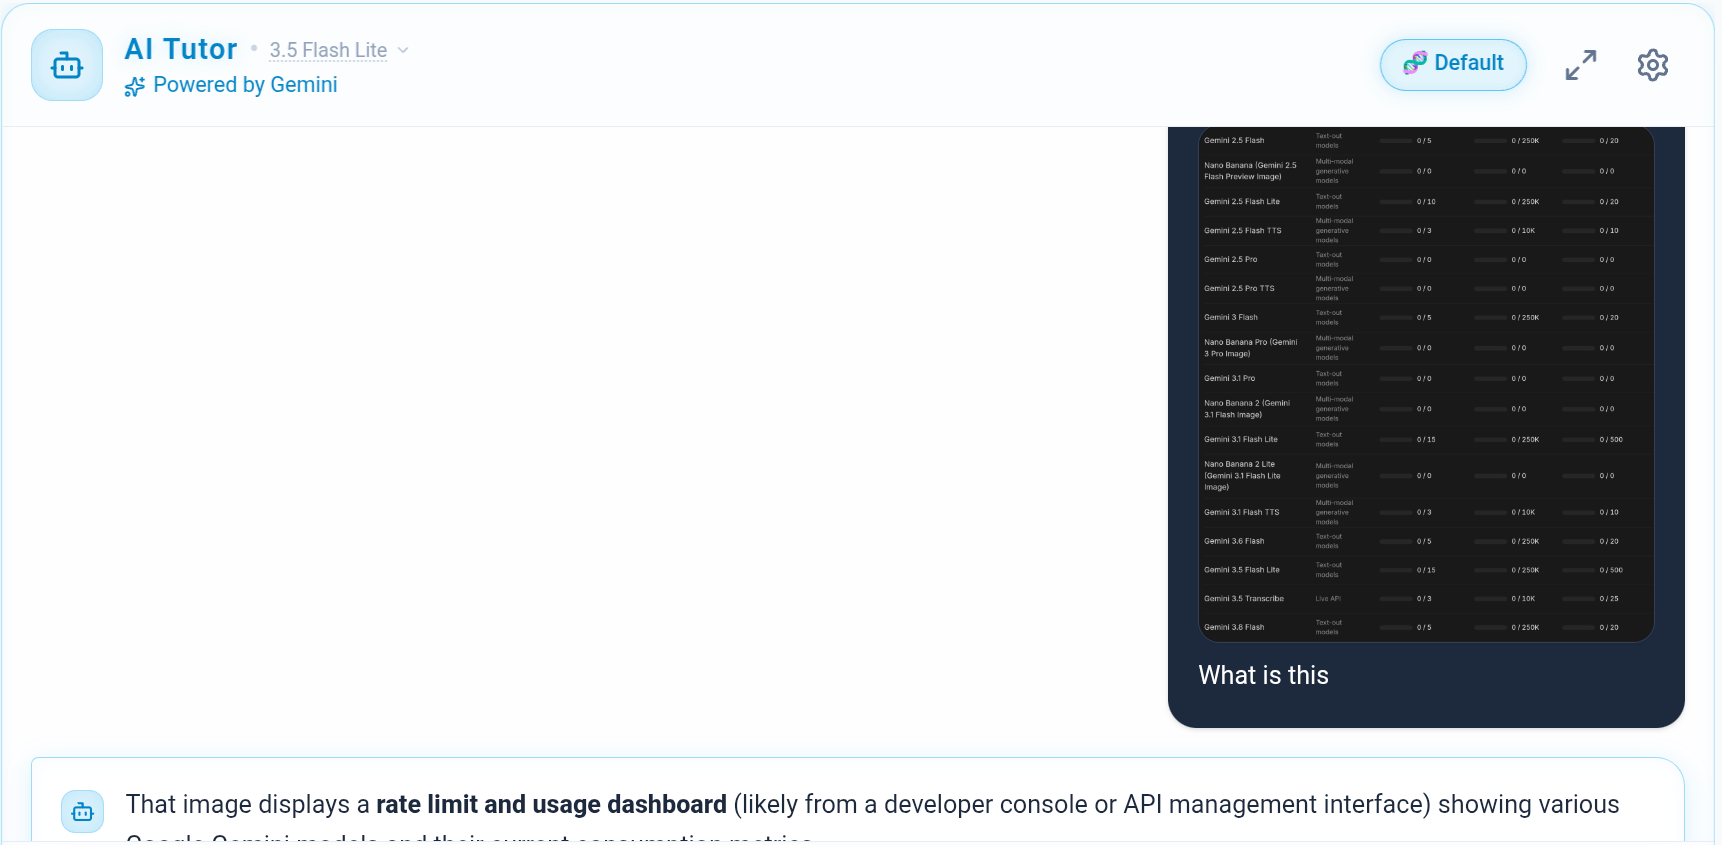 AI Tutor • 3.5 Flash Lite
Powered by Gemini
Default
Gemini 2.5 Flash Text-out models 0 / 5 0 / 250K 0 / 20
Nano Banana (Gemini 2.5 Flash Preview Image) Multi-modal generative models 0 / 0 0 / 0 0 / 0
Gemini 2.5 Flash Lite Text-out models 0 / 10 0 / 250K 0 / 20
Gemini 2.5 Flash TTS Multi-modal generative models 0 / 3 0 / 10K 0 / 10
Gemini 2.5 Pro Text-out models 0 / 0 0 / 0 0 / 0
Gemini 2.5 Pro TTS Multi-modal generative models 0 / 0 0 / 0 0 / 0
Gemini 3 Flash Text-out models 0 / 5 0 / 250K 0 / 20
Nano Banana Pro (Gemini 3 Pro Image) Multi-modal generative models 0 / 0 0 / 0 0 / 0
Gemini 3.1 Pro Text-out models 0 / 0 0 / 0 0 / 0
Nano Banana 2 (Gemini 3.1 Flash Image) Multi-modal generative models 0 / 0 0 / 0 0 / 0
Gemini 3.1 Flash Lite Text-out models 0 / 15 0 / 250K 0 / 500
Nano Banana 2 Lite (Gemini 3.1 Flash Lite Image) Multi-modal generative models 0 / 0 0 / 0 0 / 0
Gemini 3.1 Flash TTS Multi-modal generative models 0 / 3 0 / 10K 0 / 10
Gemini 3.6 Flash Text-out models 0 / 5 0 / 250K 0 / 20
Gemini 3.5 Flash Lite Text-out models 0 / 15 0 / 250K 0 / 500
Gemini 3.5 Transcribe Live API 0 / 3 0 / 10K 0 / 25
Gemini 3.8 Flash Text-out models 0 / 5 0 / 250K 0 / 20
What is this
That image displays a rate limit and usage dashboard (likely from a developer console or API management interface) showing various
Google Gemini models and their current consumption metrics.